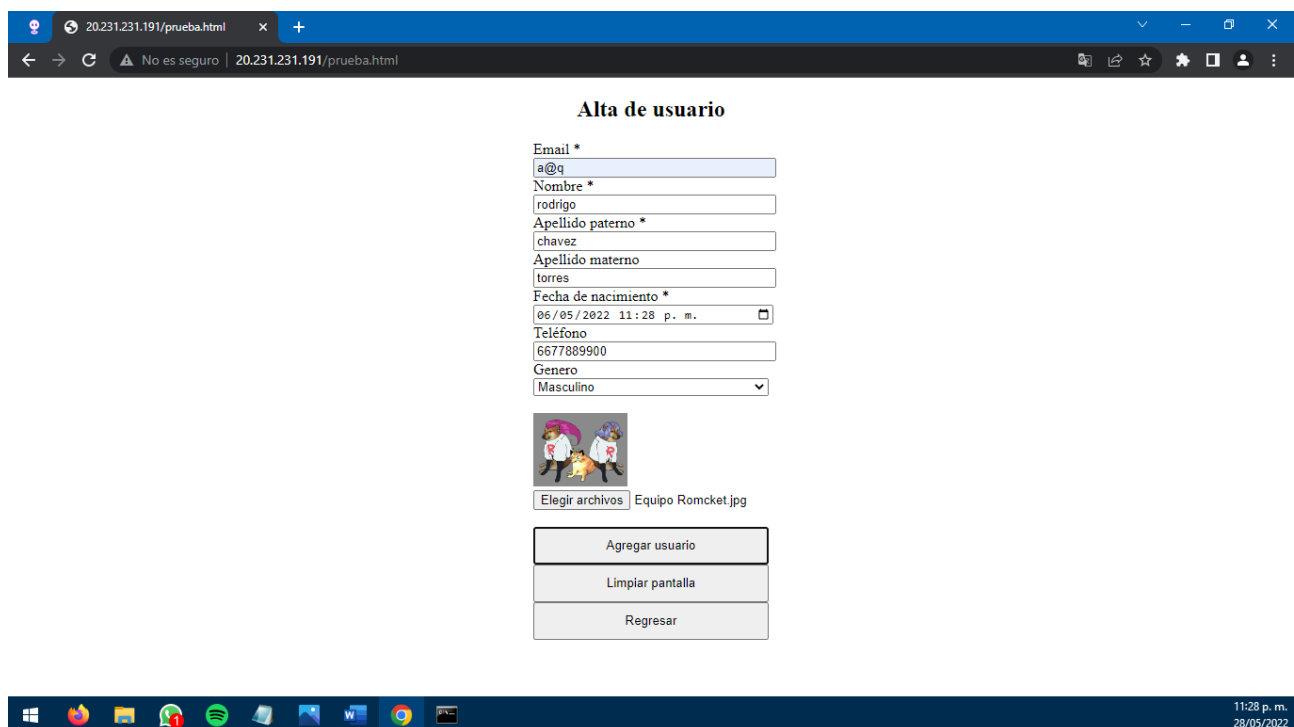 20.231.231.191/prueba.html
No es seguro | 20.231.231.191/prueba.html
Alta de usuario
Email *
a@q
Nombre *
rodrigo
Apellido paterno *
chavez
Apellido materno
torres
Fecha de nacimiento *
06/05/2022 11:28 p. m.
Teléfono
6677889900
Genero
Masculino
R R
Elegir archivos Equipo Romcket.jpg
Agregar usuario
Limpiar pantalla
Regresar
1
11:28 p. m.
28/05/2022